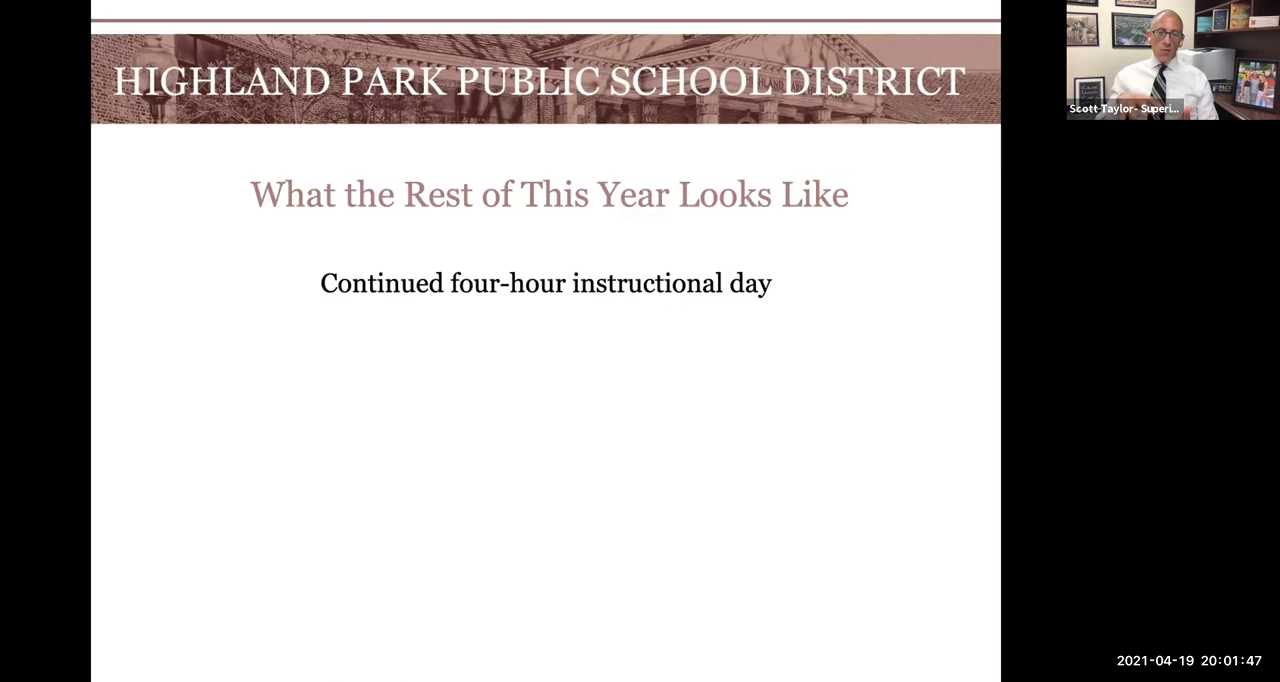 HIGHLAND PARK PUBLIC SCHOOL DISTRICT
Scott Taylor- Superi...
What the Rest of This Year Looks Like
Continued four-hour instructional day
2021-04-19 20:01:47